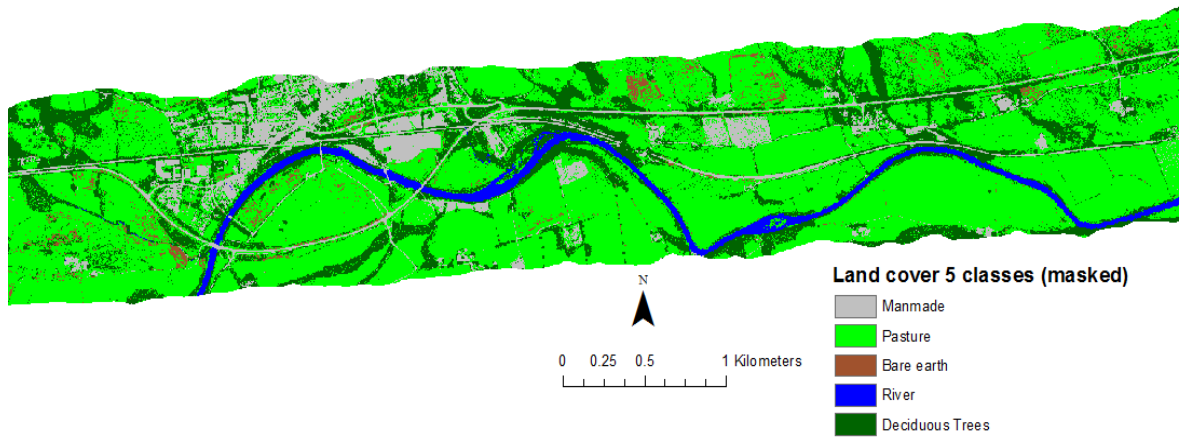 N
0 0.25 0.5 1 Kilometers
Land cover 5 classes (masked)
Manmade
Pasture
Bare earth
River
Deciduous Trees